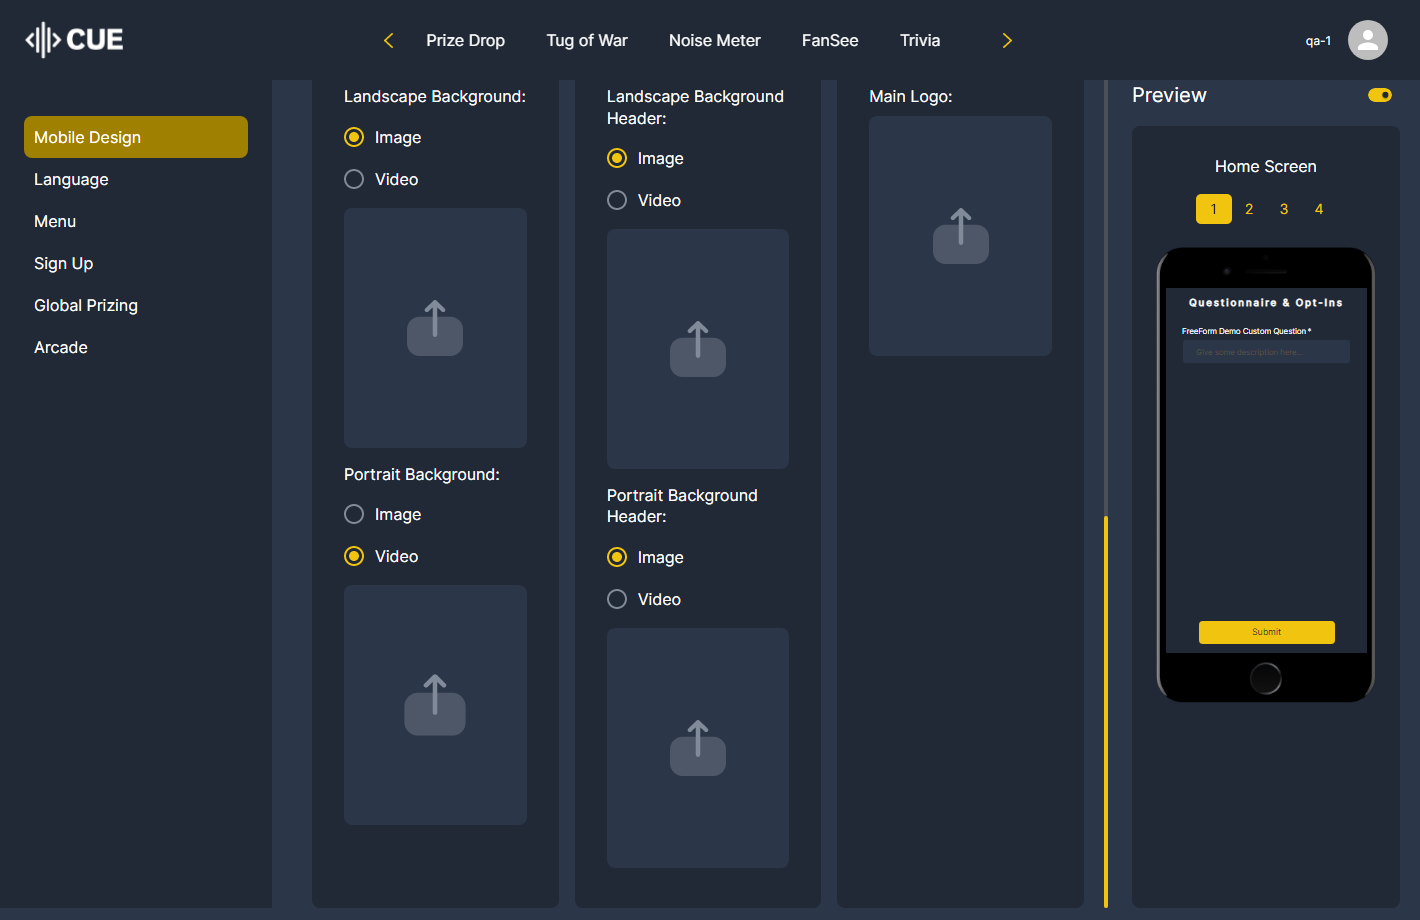 CUE
Prize Drop
Tug of War
Noise Meter
FanSee
Trivia
qa-1
Mobile Design
Language
Menu
Sign Up
Global Prizing
Arcade
Landscape Background:
Image
Video
Portrait Background:
Image
Video
Landscape Background
Header:
Image
Video
Portrait Background
Header:
Image
Video
Main Logo:
Preview
Home Screen
1 2 3 4
Questionnaire & Opt-Ins
FreeForm Demo Custom Question *
Give some description here...
Submit